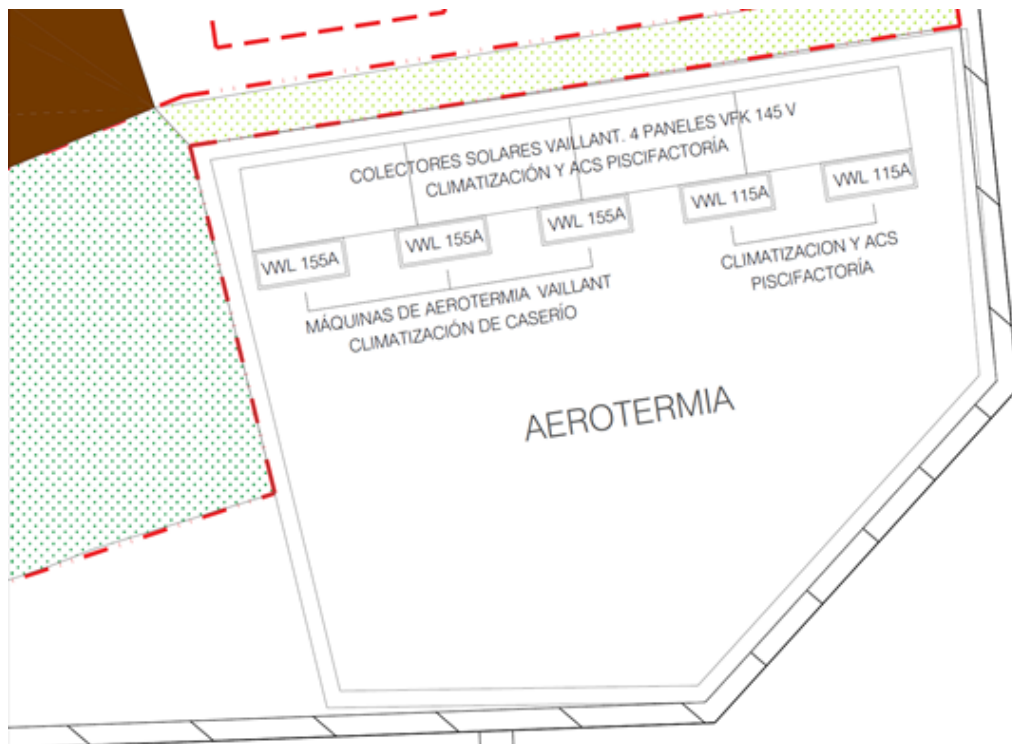 COLECTORES SOLARES VAILLANT. 4 PANELES VFK 145 V
CLIMATIZACIÓN Y ACS PISCIFACTORÍA
VWL 155A
VWL 155A
VWL 155A
VWL 115A
VWL 115A
MÁQUINAS DE AEROTERMIA VAILLANT
CLIMATIZACIÓN DE CASERÍO
CLIMATIZACION Y ACS
PISCIFACTORÍA
AEROTERMIA